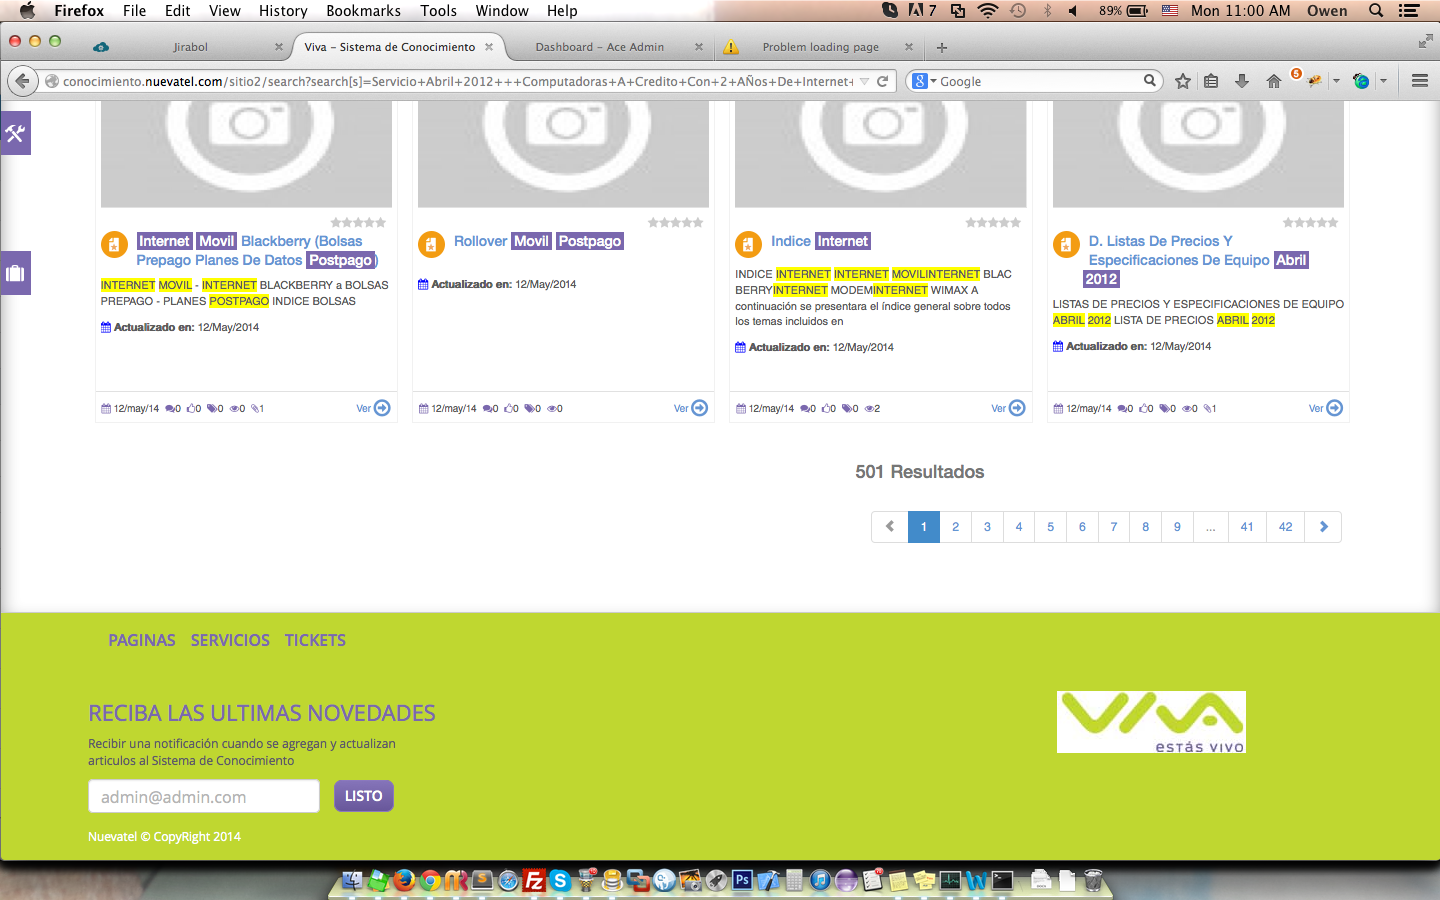 Firefox File Edit View History Bookmarks Tools Window Help 7 89% Mon 11:00 AM Owen
Jirabol Viva – Sistema de Conocimiento Dashboard – Ace Admin Problem loading page
conocimiento.nuevatel.com/sitio2/search?search[s]=Servicio+Abril+2012+++Computadoras+A+Credito+Con+2+AÑos+De+Internet+ Google 5
Internet Movil Blackberry (Bolsas
Prepago Planes De Datos Postpago)
INTERNET MOVIL - INTERNET BLACKBERRY a BOLSAS
PREPAGO - PLANES POSTPAGO INDICE BOLSAS
Actualizado en: 12/May/2014
12/may/14 0 0 0 0 1 Ver
Rollover Movil Postpago
Actualizado en: 12/May/2014
12/may/14 0 0 0 0 Ver
Indice Internet
INDICE INTERNET INTERNET MOVILINTERNET BLAC
BERRYINTERNET MODEMINTERNET WIMAX A
continuación se presentara el índice general sobre todos
los temas incluidos en
Actualizado en: 12/May/2014
12/may/14 0 0 0 2 Ver
D. Listas De Precios Y
Especificaciones De Equipo Abril
2012
LISTAS DE PRECIOS Y ESPECIFICACIONES DE EQUIPO
ABRIL 2012 LISTA DE PRECIOS ABRIL 2012
Actualizado en: 12/May/2014
12/may/14 0 0 0 0 1 Ver
501 Resultados
1 2 3 4 5 6 7 8 9 ... 41 42
PAGINAS SERVICIOS TICKETS
RECIBA LAS ULTIMAS NOVEDADES
Recibir una notificación cuando se agregan y actualizan
articulos al Sistema de Conocimiento
admin@admin.com LISTO
Nuevatel © CopyRight 2014
VIVA
estás vivo